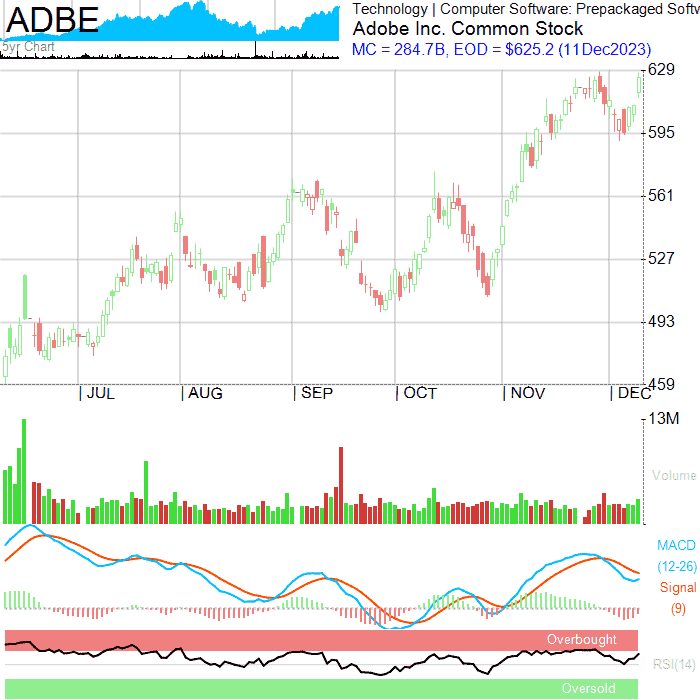 ADBE
5yr Chart
Technology | Computer Software: Prepackaged Softw
Adobe Inc. Common Stock
MC = 284.7B, EOD = $625.2 (11Dec2023)
629
595
561
527
493
459
JUL AUG SEP OCT NOV DEC
13M
Volume
MACD
(12-26)
Signal
(9)
Overbought
RSI(14)
Oversold